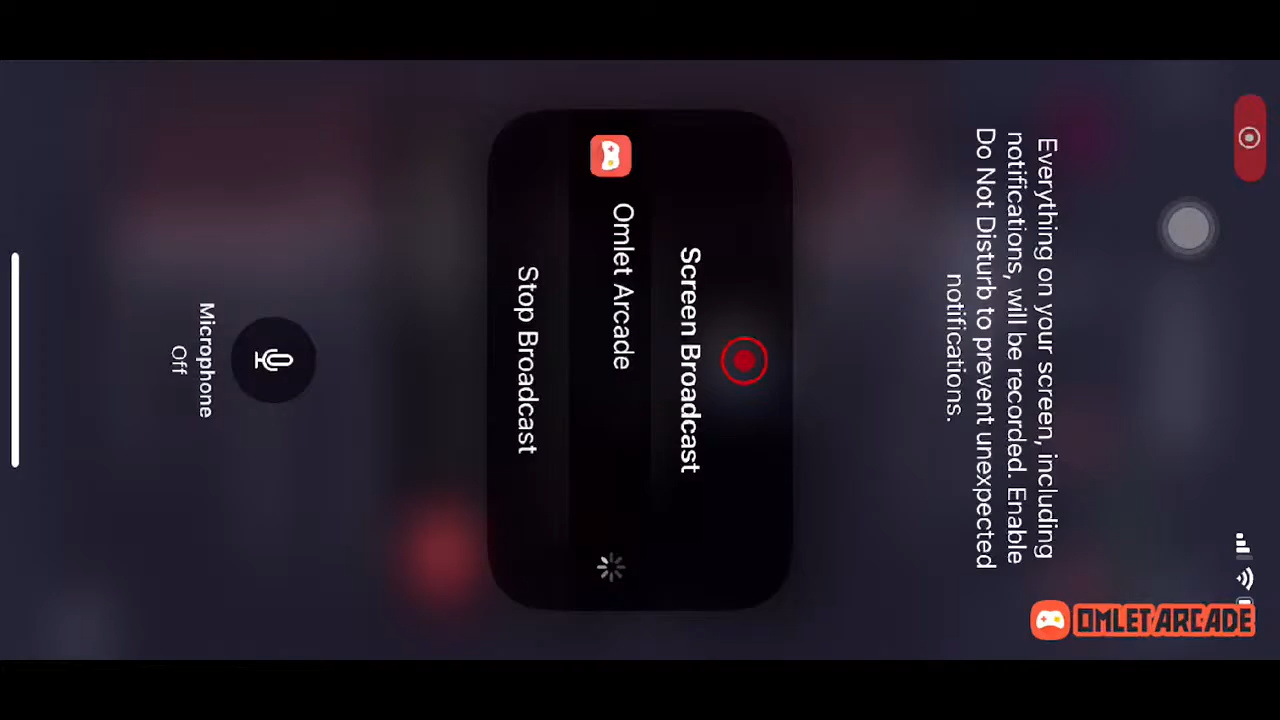 Everything on your screen, including
notifications, will be recorded. Enable
Do Not Disturb to prevent unexpected
notifications.
Screen Broadcast
Omlet Arcade
Stop Broadcast
Microphone
Off
OMLET ARCADE